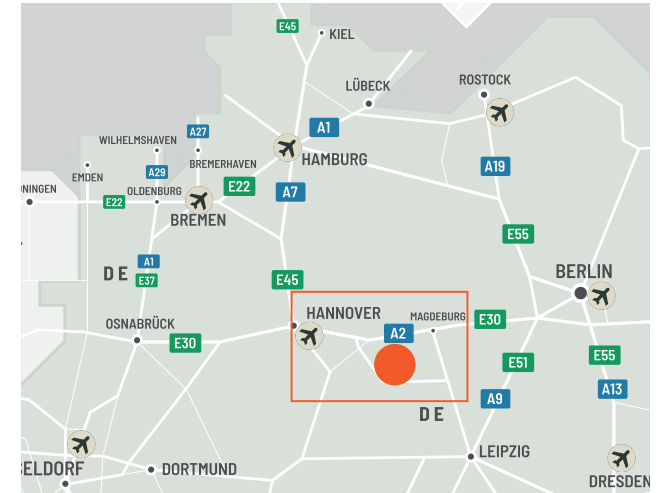 E45
KIEL
LÜBECK
ROSTOCK
A27
A1
WILHELMSHAVEN
BREMERHAVEN
HAMBURG
EMDEN
A29
A19
NINGEN
OLDENBURG
E22
A7
E22
BREMEN
E55
A1
DE
E37
E45
BERLIN
HANNOVER
MAGDEBURG
E30
OSNABRÜCK
A2
E30
E51
E55
A9
A13
DE
LEIPZIG
SELDORF
DORTMUND
DRESDEN